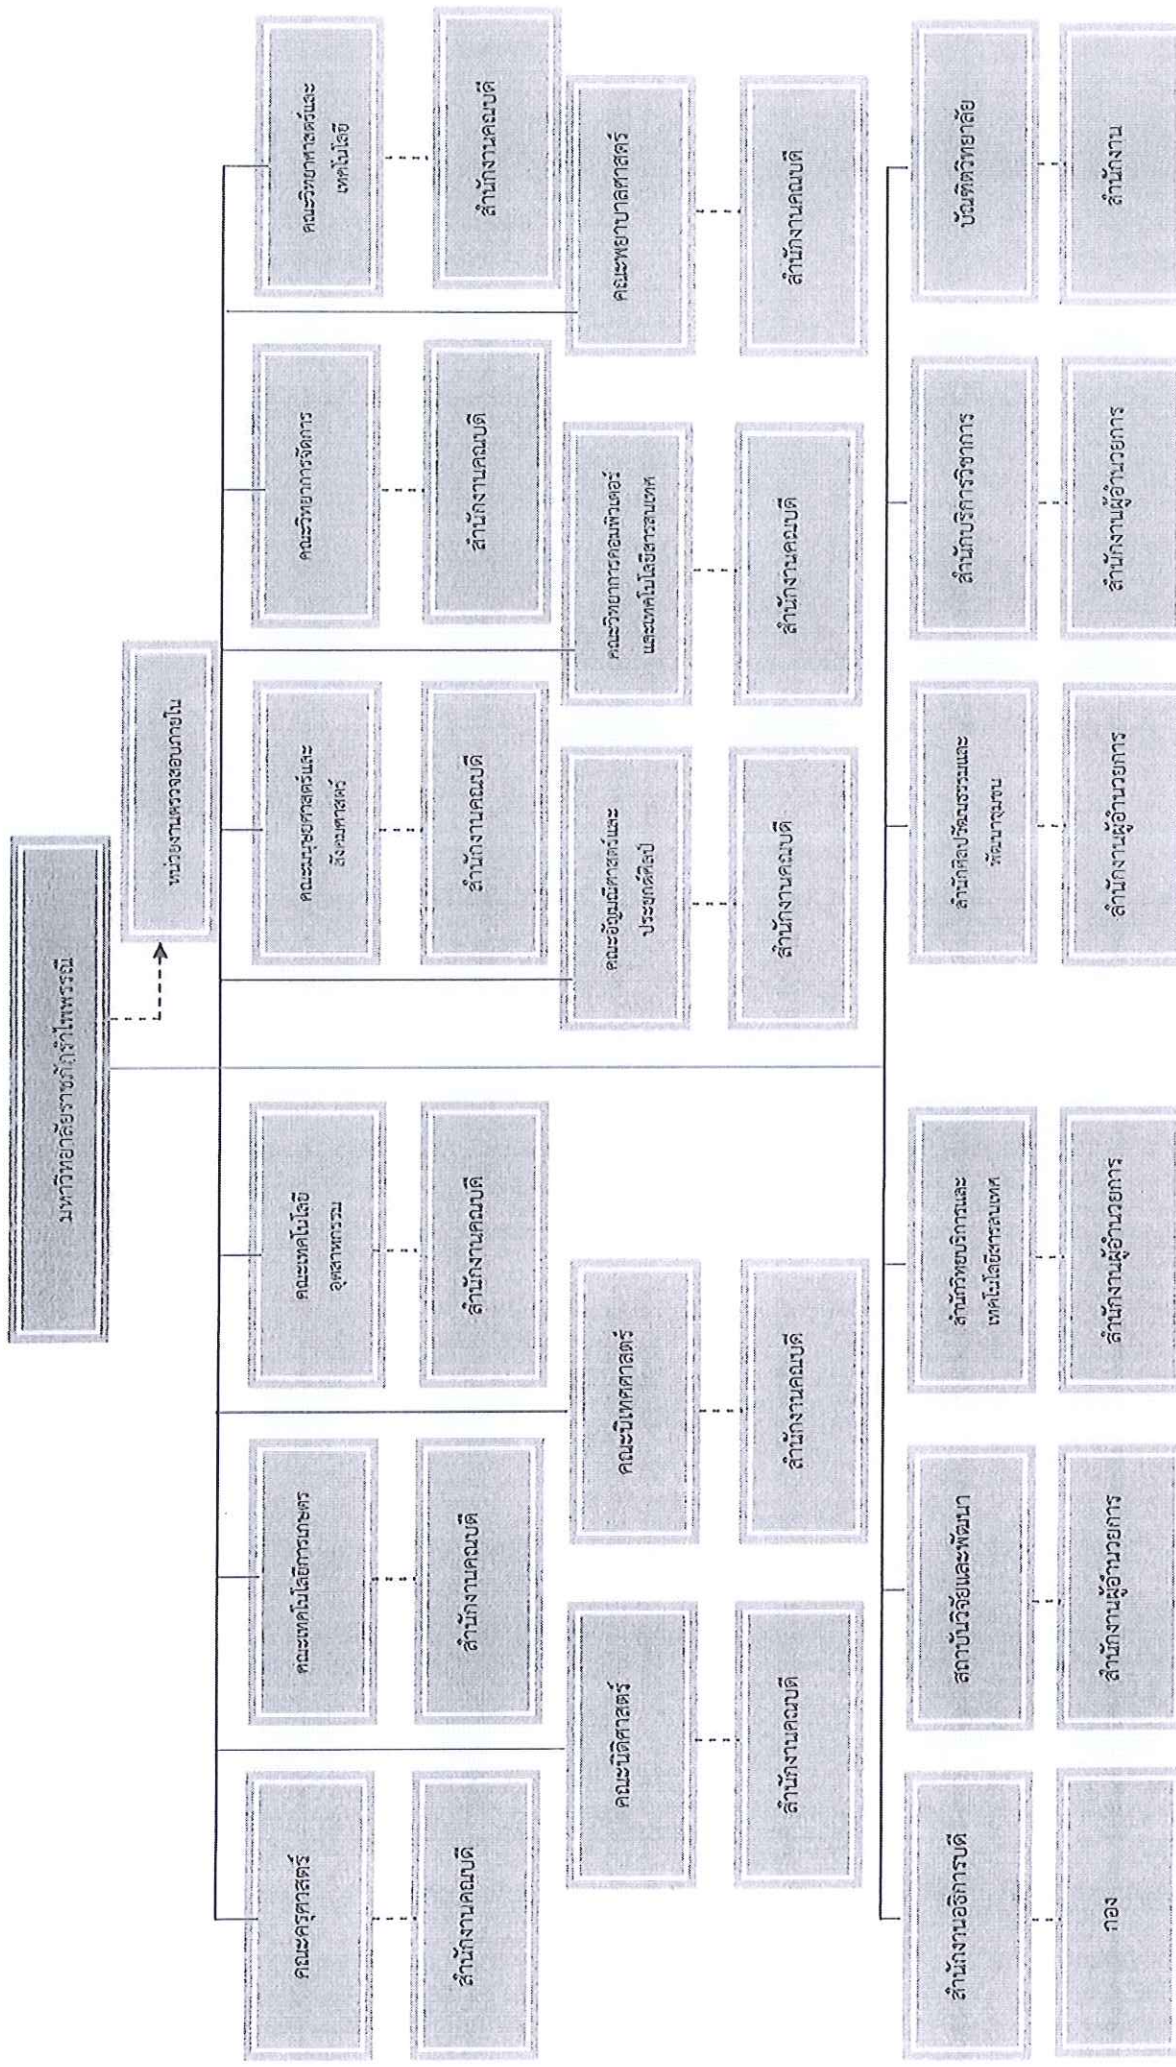 มหาวิทยาลัยราชภัฏรำไพพรรณี
หน่วยงานตรวจสอบภายใน
คณะครุศาสตร์
คณะเทคโนโลยีการเกษตร
คณะเทคโนโลยี
อุตสาหกรรม
คณะมนุษยศาสตร์และ
สังคมศาสตร์
คณะวิทยาการจัดการ
คณะวิทยาศาสตร์และ
เทคโนโลยี
สำนักงานคณบดี
สำนักงานคณบดี
สำนักงานคณบดี
สำนักงานคณบดี
สำนักงานคณบดี
สำนักงานคณบดี
คณะนิติศาสตร์
คณะนิเทศศาสตร์
คณะอัญมณีศาสตร์และ
ประยุกต์ศิลป์
คณะวิทยาการคอมพิวเตอร์
และเทคโนโลยีสารสนเทศ
คณะพยาบาลศาสตร์
สำนักงานคณบดี
สำนักงานคณบดี
สำนักงานคณบดี
สำนักงานคณบดี
สำนักงานคณบดี
สำนักงานอธิการบดี
สถาบันวิจัยและพัฒนา
สำนักวิทยบริการและ
เทคโนโลยีสารสนเทศ
สำนักศิลปวัฒนธรรมและ
พัฒนาชุมชน
สำนักบริการวิชาการ
บัณฑิตวิทยาลัย
กอง
สำนักงานผู้อำนวยการ
สำนักงานผู้อำนวยการ
สำนักงานผู้อำนวยการ
สำนักงานผู้อำนวยการ
สำนักงาน